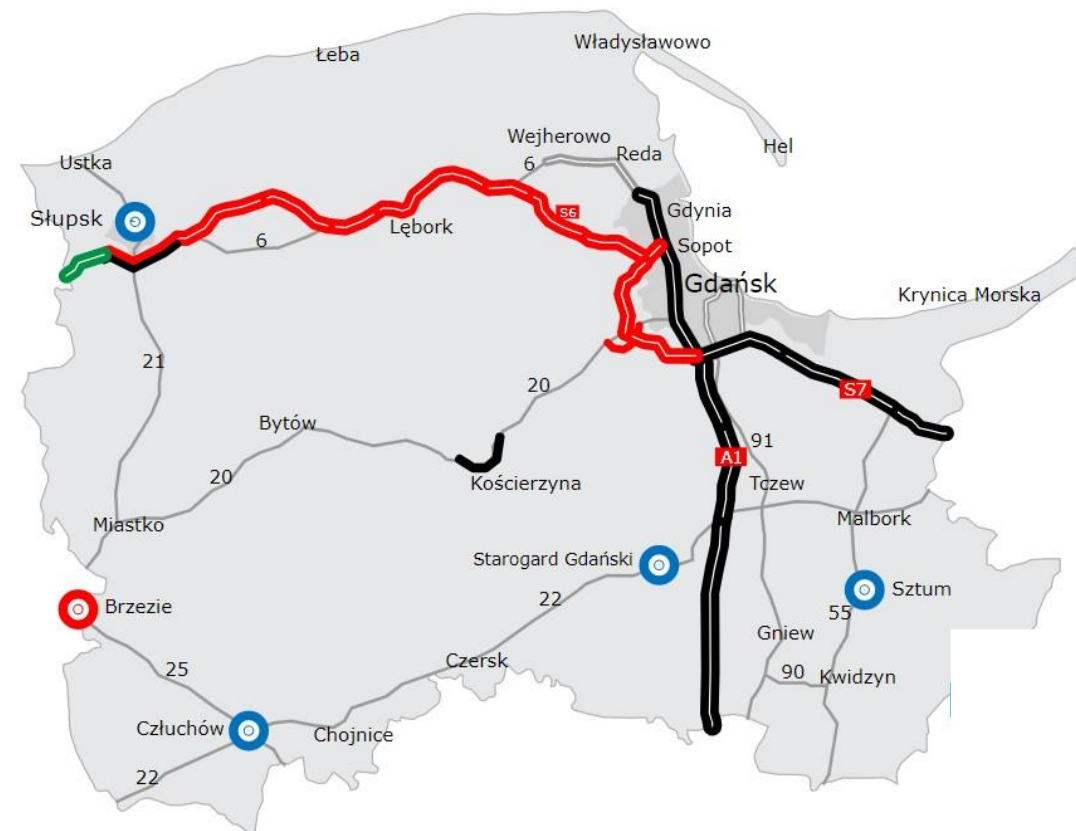 Łeba
Władysławowo
Wejherowo
6
Reda
Hel
Ustka
Słupsk
S6
Gdynia
6
Lębork
Sopot
Gdańsk
Krynica Morska
21
20
S7
Bytów
91
A1
20
Kościerzyna
Tczew
Miastko
Malbork
Starogard Gdański
Sztum
Brzezie
22
55
Gniew
25
Czersk
90
Kwidzyn
Człuchów
Chojnice
22